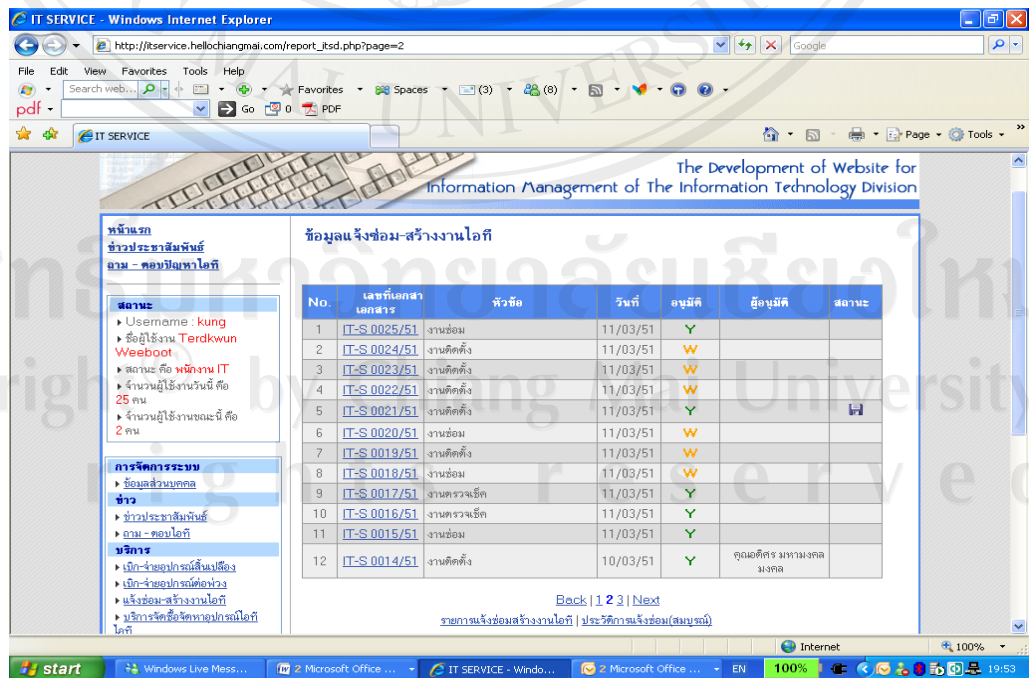 IT SERVICE - Windows Internet Explorer
http://itservice.hellochiangmai.com/report_itsd.php?page=2
Google
File Edit View Favorites Tools Help
Search web... Favorites Spaces (3) (8)
pdf Go 0 PDF
IT SERVICE
Page Tools »
The Development of Website for
Information Management of The Information Technology Division
หน้าแรก
ข่าวประชาสัมพันธ์
ถาม - ตอบปัญหาไอที
สถานะ
Username : kung
ชื่อผู้ใช้งาน Terdkwun
Weeboot
สถานะ คือ พนักงาน IT
จำนวนผู้ใช้งานวันนี้ คือ
25 คน
จำนวนผู้ใช้งานขณะนี้ คือ
2 คน
การจัดการระบบ
ข้อมูลส่วนบุคคล
ข่าว
ข่าวประชาสัมพันธ์
ถาม - ตอบไอที
บริการ
เบิก-จ่ายอุปกรณ์สิ้นเปลือง
เบิก-จ่ายอุปกรณ์ต่อพ่วง
แจ้งซ่อม-สร้างงานไอที
บริการจัดซื้อจัดหาอุปกรณ์ไอที
ไอที
ข้อมูลแจ้งซ่อม-สร้างงานไอที
No. เลขที่เอกสา เอกสาร หัวข้อ วันที่ อนุมัติ ผู้อนุมัติ สถานะ
1 IT-S 0025/51 งานซ่อม 11/03/51 Y
2 IT-S 0024/51 งานติดตั้ง 11/03/51 W
3 IT-S 0023/51 งานติดตั้ง 11/03/51 W
4 IT-S 0022/51 งานติดตั้ง 11/03/51 W
5 IT-S 0021/51 งานติดตั้ง 11/03/51 Y
6 IT-S 0020/51 งานซ่อม 11/03/51 W
7 IT-S 0019/51 งานติดตั้ง 11/03/51 W
8 IT-S 0018/51 งานซ่อม 11/03/51 W
9 IT-S 0017/51 งานตรวจเช็ค 11/03/51 Y
10 IT-S 0016/51 งานตรวจเช็ค 11/03/51 Y
11 IT-S 0015/51 งานซ่อม 11/03/51 Y
12 IT-S 0014/51 งานติดตั้ง 10/03/51 Y คุณอดิศร มหามงคล
มงคล
Back | 1 2 3 | Next
รายการแจ้งซ่อมสร้างงานไอที | ประวัติการแจ้งซ่อม(สมบูรณ์)
Internet 100%
start Windows Live Mess... 2 Microsoft Office ... IT SERVICE - Windo... 2 Microsoft Office ... EN 100% 19:53